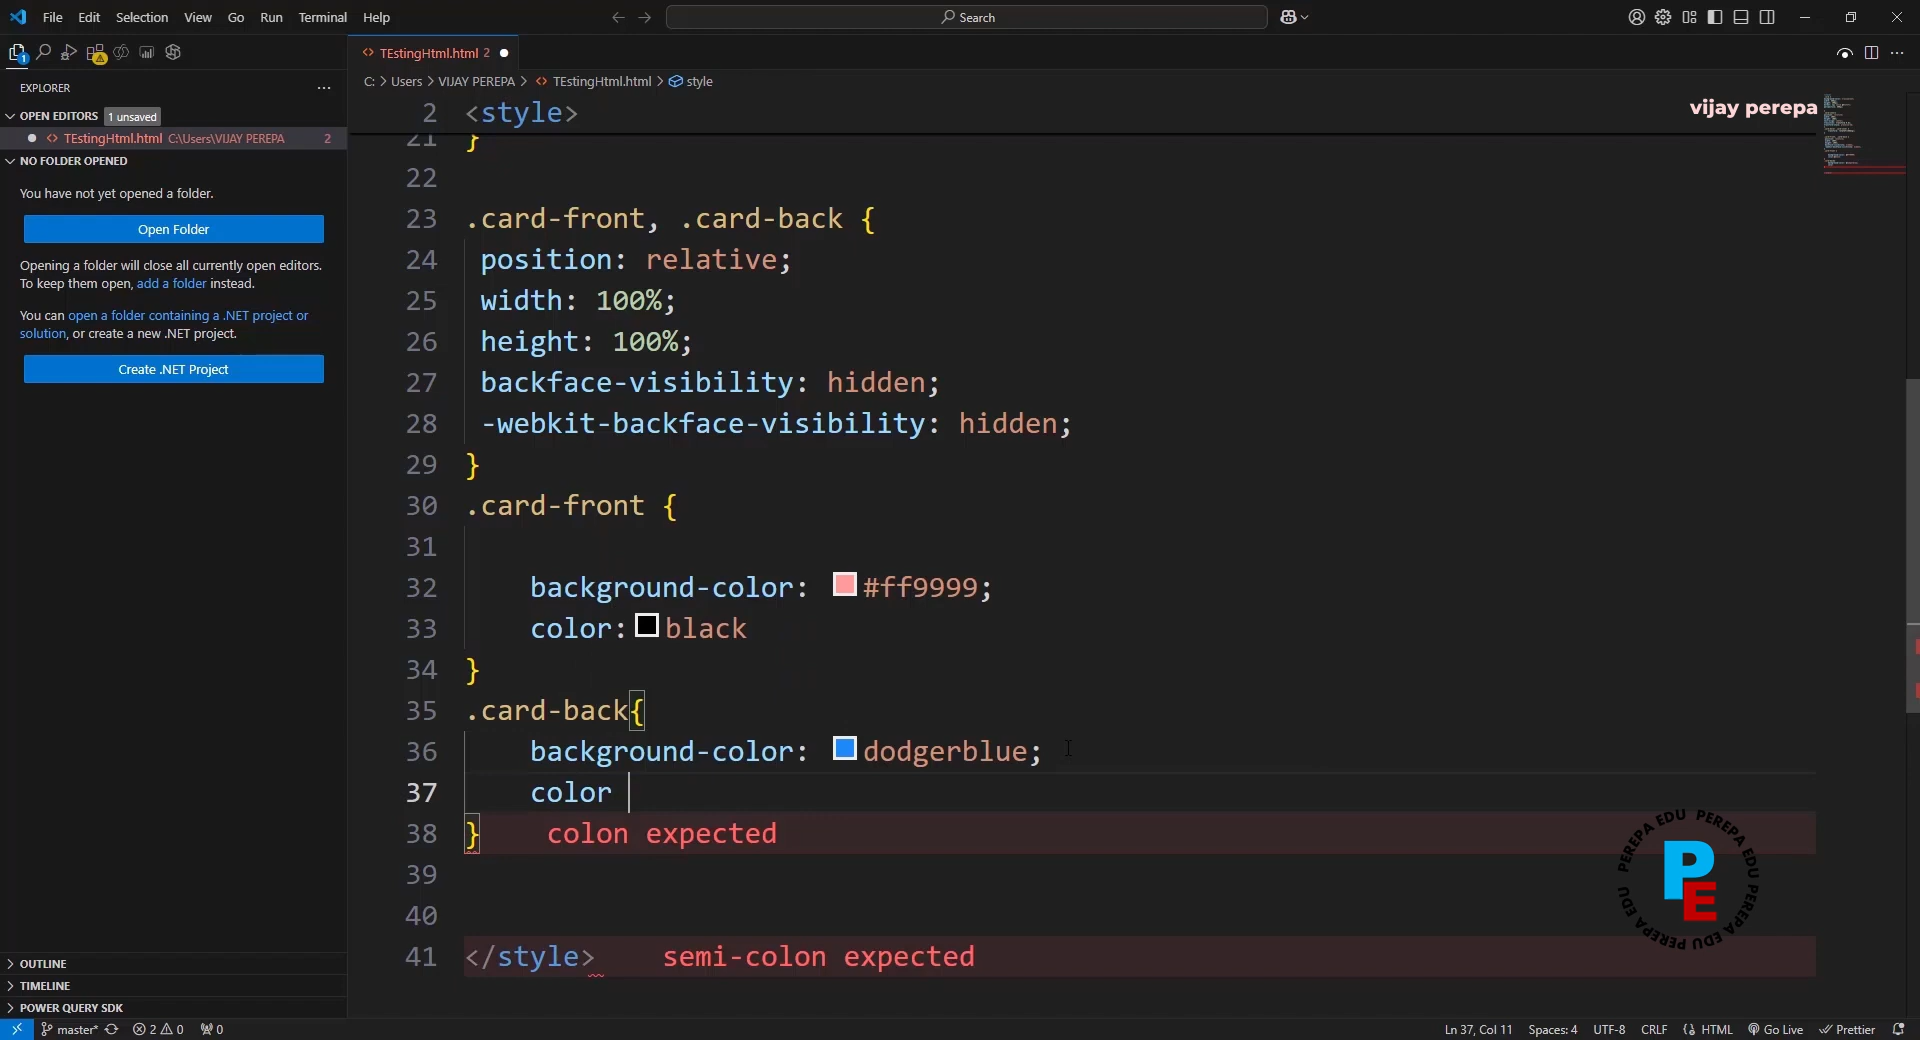 File Edit Selection View Go Run Terminal Help
Search
TEstingHtml.html 2
EXPLORER
C: > Users > VIJAY PEREPA > TEstingHtml.html > style
OPEN EDITORS 1 unsaved
TEstingHtml.html C:\Users\VIJAY PEREPA 2
NO FOLDER OPENED
You have not yet opened a folder.
Open Folder
Opening a folder will close all currently open editors.
To keep them open, add a folder instead.
You can open a folder containing a .NET project or
solution, or create a new .NET project.
Create .NET Project
OUTLINE
TIMELINE
POWER QUERY SDK
vijay perepa
2 <style>
21 }
22
23 .card-front, .card-back {
24 position: relative;
25 width: 100%;
26 height: 100%;
27 backface-visibility: hidden;
28 -webkit-backface-visibility: hidden;
29 }
30 .card-front {
31
32 background-color: #ff9999;
33 color: black
34 }
35 .card-back{
36 background-color: dodgerblue;
37 color
38 } colon expected
39
40
41 </style> semi-colon expected
PEREPA EDU PEREPA EDU PEREPA EDU PEREPA EDU
PE
master* 2 0 0 Ln 37, Col 11 Spaces: 4 UTF-8 CRLF HTML Go Live Prettier